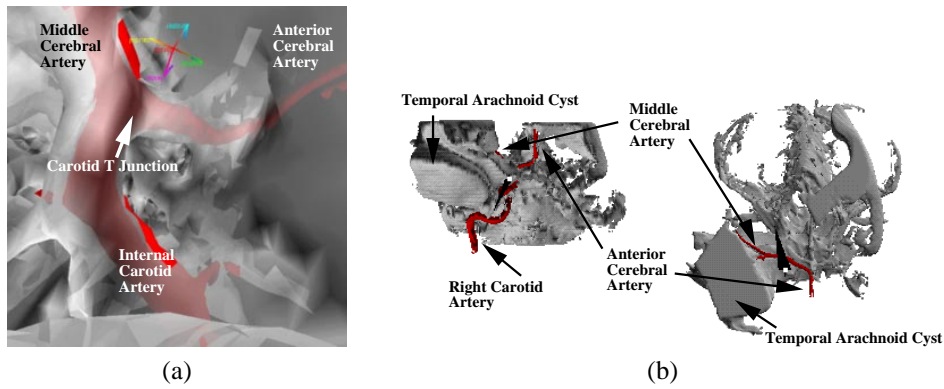 Middle
Cerebral
Artery
Anterior
Cerebral
Artery
Carotid T Junction
Internal
Carotid
Artery
(a)
Temporal Arachnoid Cyst
Middle
Cerebral
Artery
Right Carotid
Artery
Anterior
Cerebral
Artery
Temporal Arachnoid Cyst
(b)